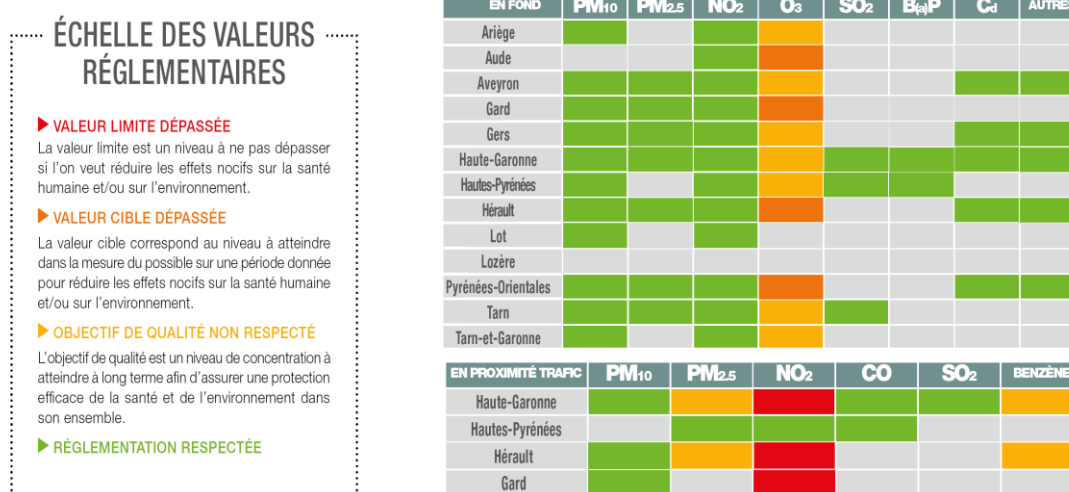 ÉCHELLE DES VALEURS
RÉGLEMENTAIRES
VALEUR LIMITE DÉPASSÉE
La valeur limite est un niveau à ne pas dépasser
si l'on veut réduire les effets nocifs sur la santé
humaine et/ou sur l'environnement.
VALEUR CIBLE DÉPASSÉE
La valeur cible correspond au niveau à atteindre
dans la mesure du possible sur une période donnée
pour réduire les effets nocifs sur la santé humaine
et/ou sur l'environnement.
OBJECTIF DE QUALITÉ NON RESPECTÉ
L'objectif de qualité est un niveau de concentration à
atteindre à long terme afin d'assurer une protection
efficace de la santé et de l'environnement dans
son ensemble.
RÉGLEMENTATION RESPECTÉE
EN FOND PM10 PM2.5 NO2 O3 SO2 B(a)P Cd AUTRES
Ariège
Aude
Aveyron
Gard
Gers
Haute-Garonne
Hautes-Pyrénées
Hérault
Lot
Lozère
Pyrénées-Orientales
Tarn
Tarn-et-Garonne
EN PROXIMITÉ TRAFIC PM10 PM2.5 NO2 CO SO2 BENZÈNE
Haute-Garonne
Hautes-Pyrénées
Hérault
Gard